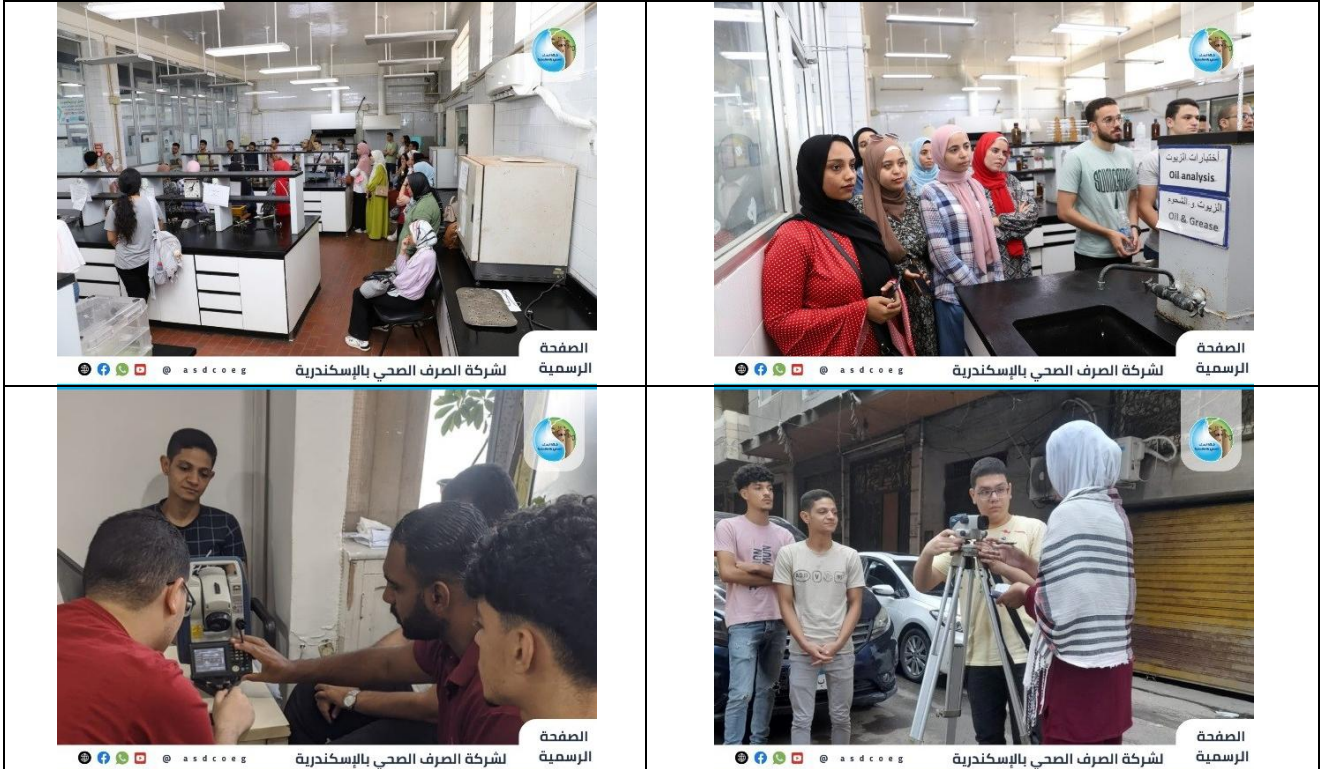 الصفحة
الرسمية
لشركة الصرف الصحي بالإسكندرية
@ asdcoeg
أختبارات الزيوت
Oil analysis.
الزيوت و الشحوم
Oil & Grease
الصفحة
الرسمية
لشركة الصرف الصحي بالإسكندرية
@ asdcoeg
الصفحة
الرسمية
لشركة الصرف الصحي بالإسكندرية
@ asdcoeg
الصفحة
الرسمية
لشركة الصرف الصحي بالإسكندرية
@ asdcoeg